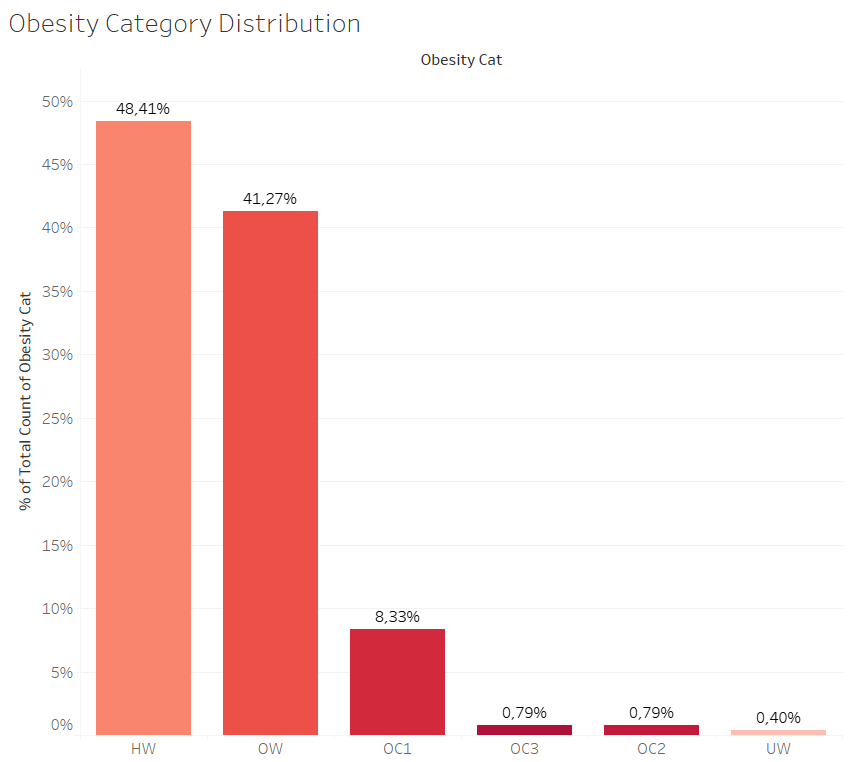 Obesity Category Distribution
Obesity Cat
% of Total Count of Obesity Cat
50%
45%
40%
35%
30%
25%
20%
15%
10%
5%
0%
48,41%
41,27%
8,33%
0,79%
0,79%
0,40%
HW
OW
OC1
OC3
OC2
UW